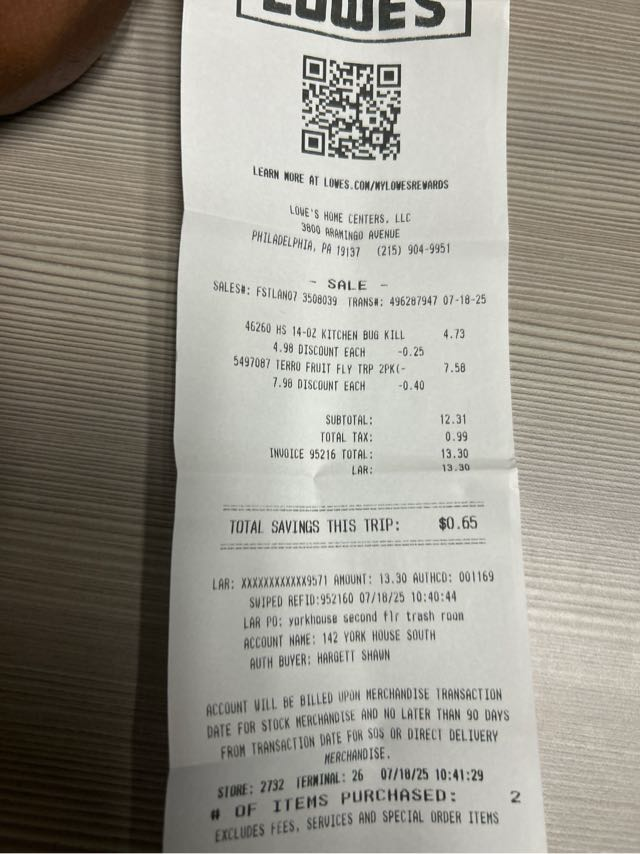 LOWE'S
LEARN MORE AT LOWES.COM/MYLOWESREWARDS
LOWE'S HOME CENTERS, LLC
3800 ARAMINGO AVENUE
PHILADELPHIA, PA 19137 (215) 904-9951
- SALE -
SALES#: FSTLAN07 3508039 TRANS#: 496287947 07-18-25
46260 HS 14-OZ KITCHEN BUG KILL 4.73
4.98 DISCOUNT EACH -0.25
5497087 TERRO FRUIT FLY TRP 2PK(- 7.58
7.98 DISCOUNT EACH -0.40
SUBTOTAL: 12.31
TOTAL TAX: 0.99
INVOICE 95216 TOTAL: 13.30
LAR: 13.30
TOTAL SAVINGS THIS TRIP: $0.65
LAR: XXXXXXXXXXXX9571 AMOUNT: 13.30 AUTHCD: 001169
SWIPED REFID:952160 07/18/25 10:40:44
LAR PO: yorkhouse second flr trash room
ACCOUNT NAME: 142 YORK HOUSE SOUTH
AUTH BUYER: HARGETT SHAWN
ACCOUNT WILL BE BILLED UPON MERCHANDISE TRANSACTION
DATE FOR STOCK MERCHANDISE AND NO LATER THAN 90 DAYS
FROM TRANSACTION DATE FOR SOS OR DIRECT DELIVERY
MERCHANDISE.
STORE: 2732 TERMINAL: 26 07/18/25 10:41:29
# OF ITEMS PURCHASED: 2
EXCLUDES FEES, SERVICES AND SPECIAL ORDER ITEMS